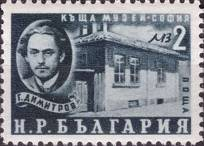 КЪЩА МУЗЕЙ-СОФИЯ
ЛВ 2
Г. ДИМИТРОВ
ПОЩА
Н.Р. БЪЛГАРИЯ